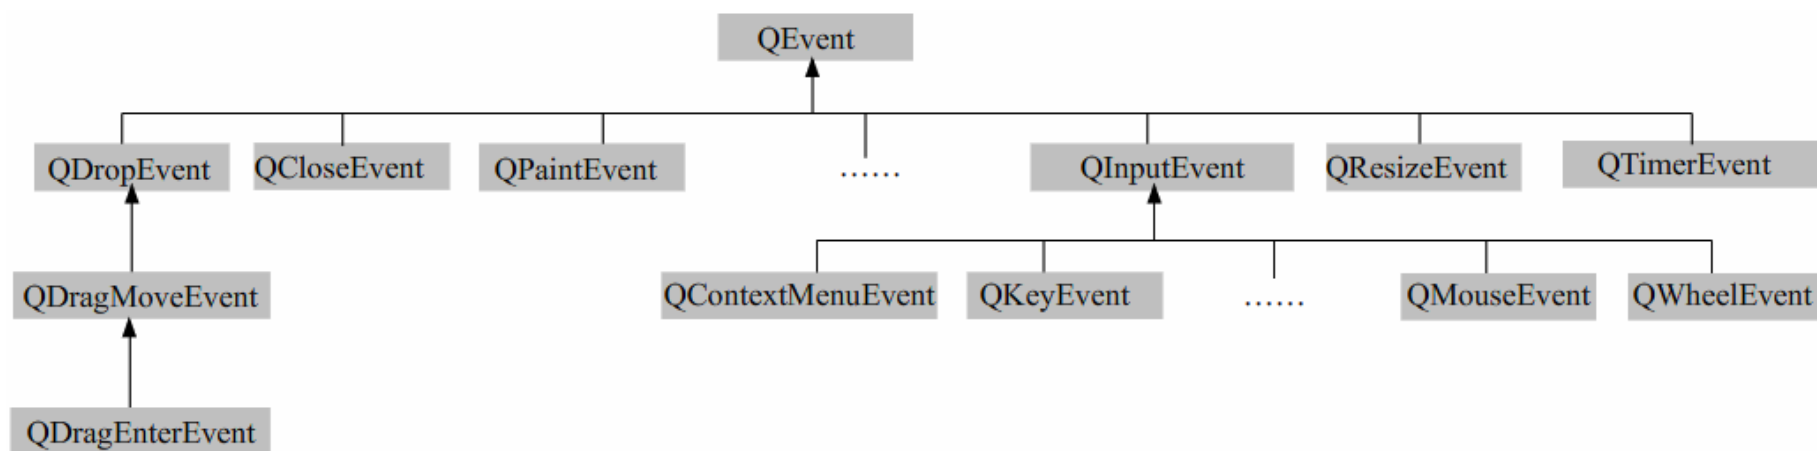 QEvent
QDropEvent
QCloseEvent
QPaintEvent
……
QInputEvent
QResizeEvent
QTimerEvent
QDragMoveEvent
QContextMenuEvent
QKeyEvent
……
QMouseEvent
QWheelEvent
QDragEnterEvent